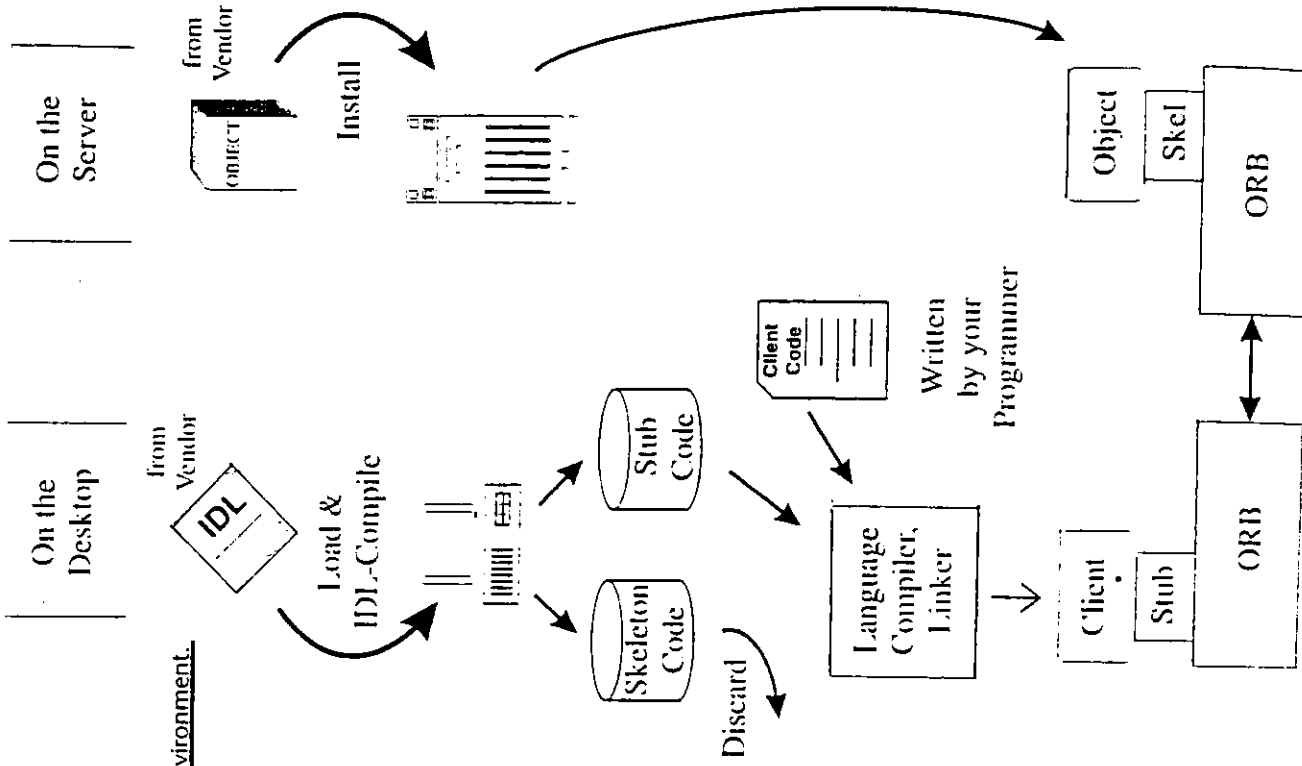 vironment.
On the
Desktop
from
Vendor
IDL
Load &
IDL-Compile
Skeleton
Code
Stub
Code
Discard
Client
Code
Written
by your
Programmer
Language
Compiler,
Linker
Client
Stub
ORB
On the
Server
from
Vendor
OBJECT
Install
Object
Skel
ORB